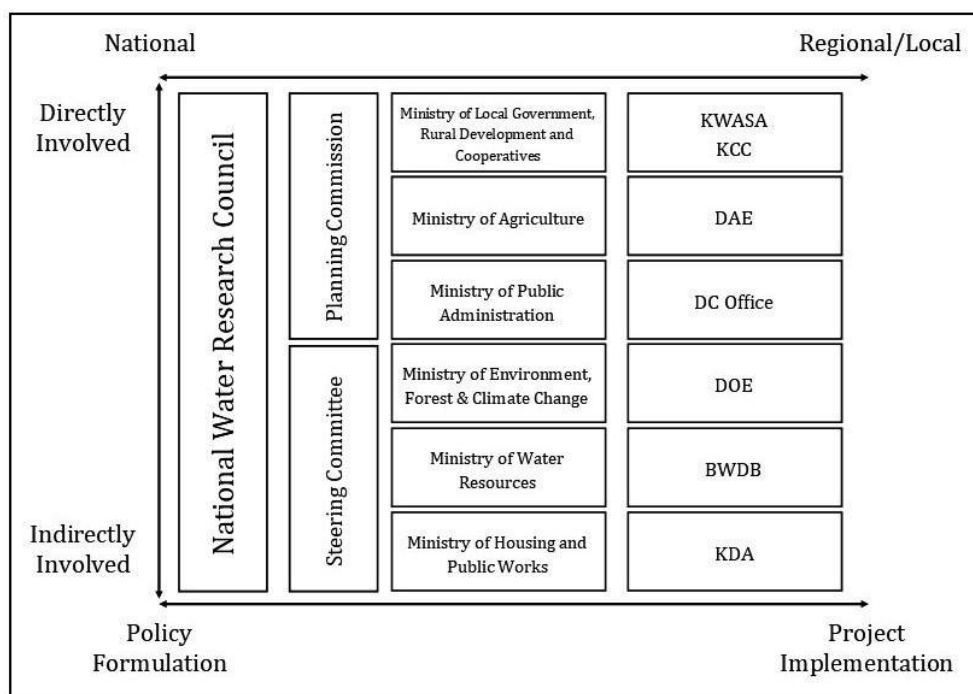 National
Regional/Local
Directly
Involved
National Water Research Council
Planning Commission
Ministry of Local Government,
Rural Development and
Cooperatives
KWASA
KCC
Ministry of Agriculture
DAE
Ministry of Public
Administration
DC Office
Steering Committee
Ministry of Environment,
Forest & Climate Change
DOE
Ministry of Water
Resources
BWDB
Indirectly
Involved
Ministry of Housing and
Public Works
KDA
Policy
Formulation
Project
Implementation